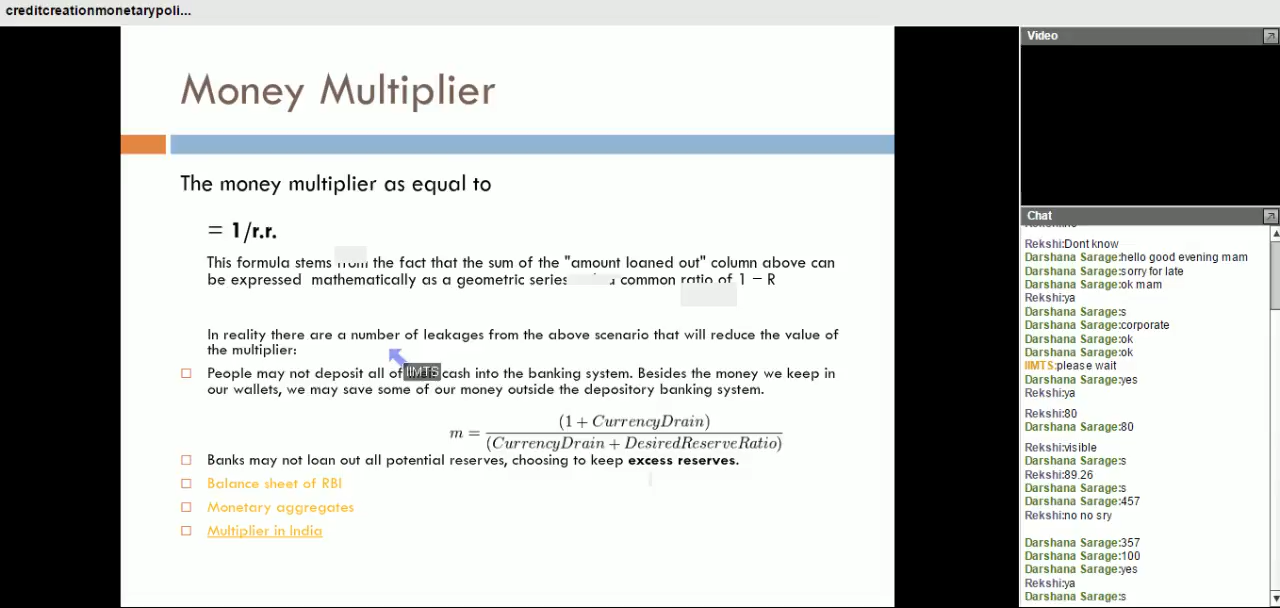 creditcreationmonetarypoli...
Money Multiplier
The money multiplier as equal to
= 1/r.r.
This formula stems from the fact that the sum of the "amount loaned out" column above can
be expressed mathematically as a geometric series common ratio of 1 − R
In reality there are a number of leakages from the above scenario that will reduce the value of
the multiplier:
People may not deposit all of cash into the banking system. Besides the money we keep in
our wallets, we may save some of our money outside the depository banking system.
IIMTS
m = (1 + CurrencyDrain)
(CurrencyDrain + DesiredReserveRatio)
Banks may not loan out all potential reserves, choosing to keep excess reserves.
Balance sheet of RBI
Monetary aggregates
Multiplier in India
Video
Chat
Rekshi:Dont know
Darshana Sarage:hello good evening mam
Darshana Sarage:sorry for late
Darshana Sarage:ok mam
Rekshi:ya
Darshana Sarage:s
Darshana Sarage:corporate
Darshana Sarage:ok
Darshana Sarage:ok
IIMTS:please wait
Darshana Sarage:yes
Rekshi:ya
Rekshi:80
Darshana Sarage:80
Rekshi:visible
Darshana Sarage:s
Rekshi:89.26
Darshana Sarage:s
Darshana Sarage:457
Rekshi:no no sry
Darshana Sarage:357
Darshana Sarage:100
Darshana Sarage:yes
Rekshi:ya
Darshana Sarage:s